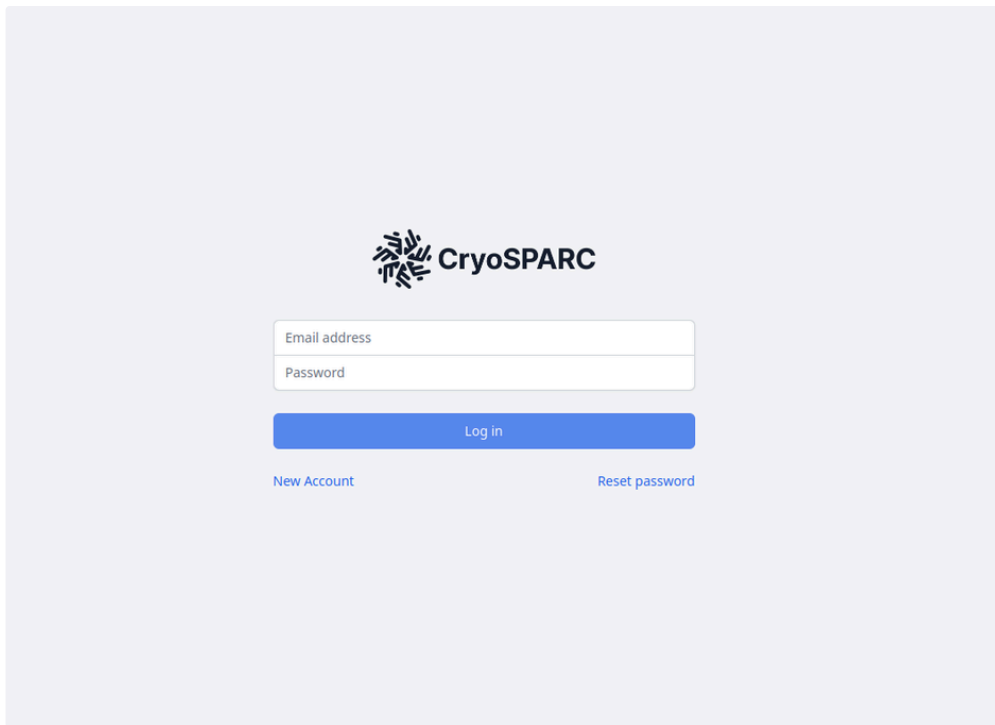 CryoSPARC
Email address
Password
Log in
New Account
Reset password